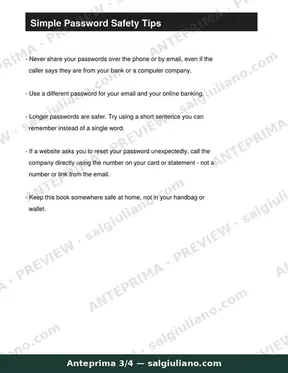 Simple Password Safety Tips
- Never share your passwords over the phone or by email, even if the
caller says they are from your bank or a computer company.
- Use a different password for your email and your online banking.
- Longer passwords are safer. Try using a short sentence you can
remember instead of a single word.
- If a website asks you to reset your password unexpectedly, call the
company directly using the number on your card or statement - not a
number or link from the email.
- Keep this book somewhere safe at home, not in your handbag or
wallet.
ANTEPRIMA · PREVIEW · salgiuliano.com
Anteprima 3/4 — salgiuliano.com